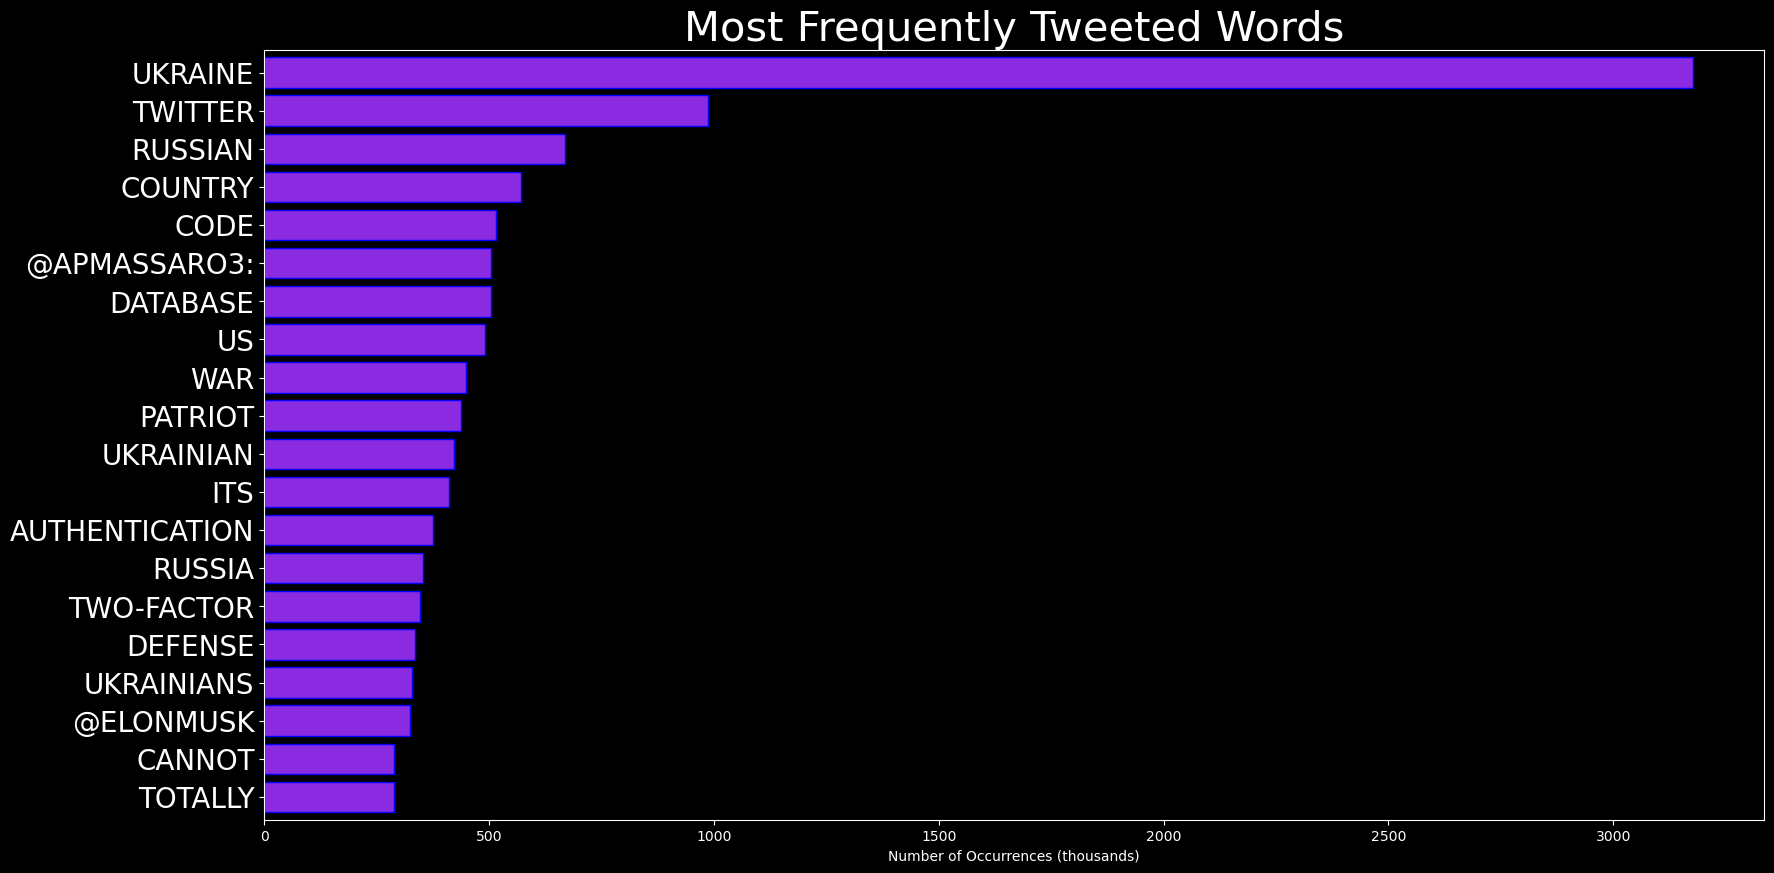 Most Frequently Tweeted Words
UKRAINE
TWITTER
RUSSIAN
COUNTRY
CODE
@APMASSARO3:
DATABASE
US
WAR
PATRIOT
UKRAINIAN
ITS
AUTHENTICATION
RUSSIA
TWO-FACTOR
DEFENSE
UKRAINIANS
@ELONMUSK
CANNOT
TOTALLY
0 500 1000 1500 2000 2500 3000
Number of Occurrences (thousands)